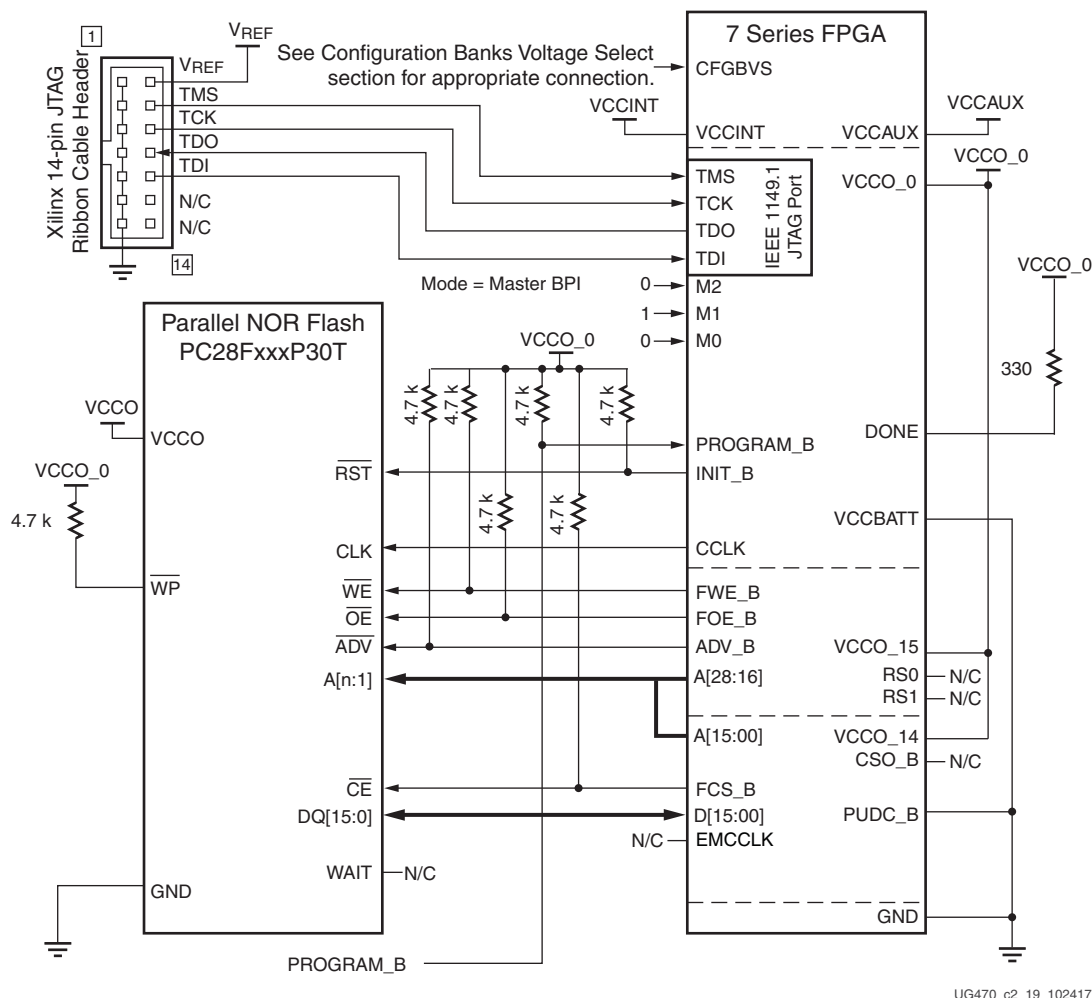 1
Xilinx 14-pin JTAG
Ribbon Cable Header
VREF
VREF
TMS
TCK
TDO
TDI
N/C
N/C
14
See Configuration Banks Voltage Select
section for appropriate connection.
7 Series FPGA
CFGBVS
VCCINT
VCCINT
VCCAUX
VCCAUX
VCCO_0
VCCO_0
TMS
TCK
TDO
TDI
IEEE 1149.1
JTAG Port
Mode = Master BPI
0
M2
1
M1
0
M0
VCCO_0
330
DONE
Parallel NOR Flash
PC28FxxxP30T
VCCO_0
4.7 k
4.7 k
4.7 k
4.7 k
4.7 k
4.7 k
VCCO
VCCO
VCCO_0
4.7 k
WP
PROGRAM_B
RST
INIT_B
VCCBATT
CLK
CCLK
WE
FWE_B
OE
FOE_B
ADV
ADV_B
VCCO_15
A[n:1]
A[28:16]
RS0
N/C
RS1
N/C
A[15:00]
VCCO_14
CSO_B
N/C
CE
FCS_B
DQ[15:0]
D[15:00]
PUDC_B
N/C
EMCCLK
WAIT
N/C
GND
GND
PROGRAM_B
UG470_c2_19_102417